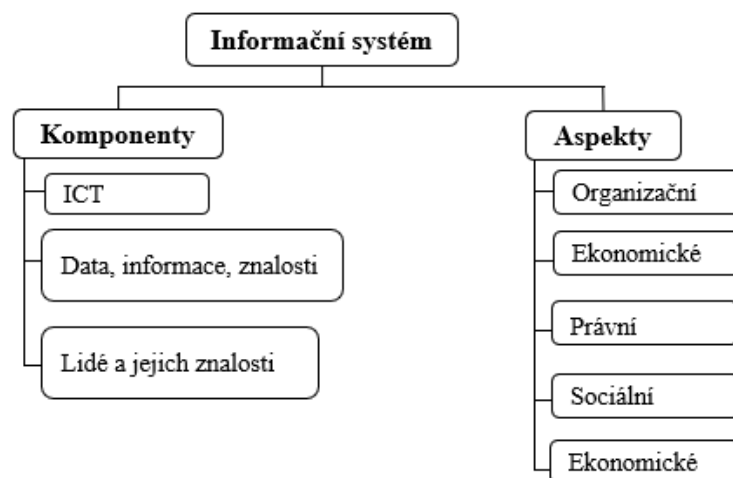 Informační systém
Komponenty
ICT
Data, informace, znalosti
Lidé a jejich znalosti
Aspekty
Organizační
Ekonomické
Právní
Sociální
Ekonomické